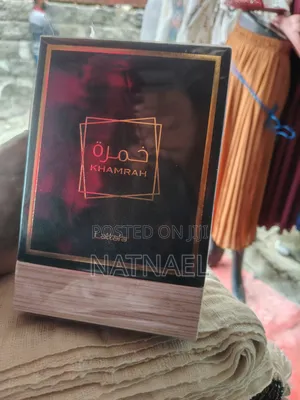 خمرة
KHAMRAH
Lattafa
POSTED ON JIJI
NATNAEL